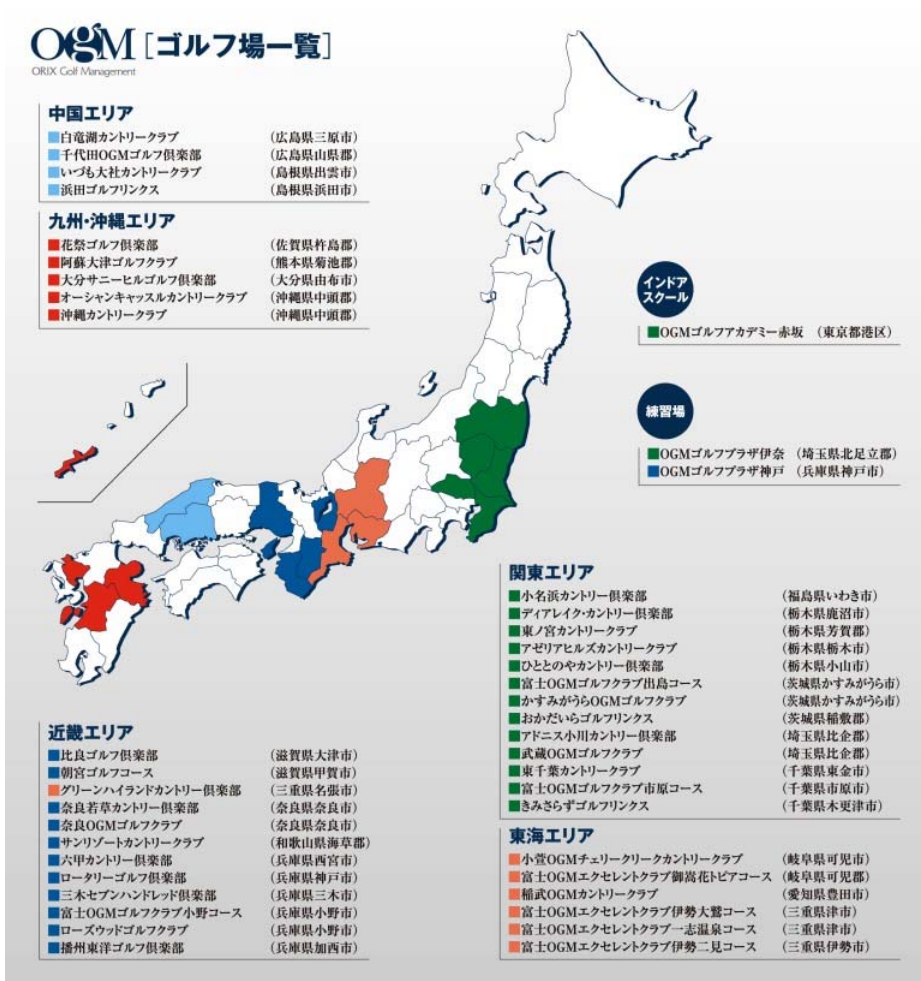 OgM［ゴルフ場一覧］
ORIX Golf Management
中国エリア
白竜湖カントリークラブ （広島県三原市）
千代田OGMゴルフ倶楽部 （広島県山県郡）
いづも大社カントリークラブ （島根県出雲市）
浜田ゴルフリンクス （島根県浜田市）
九州・沖縄エリア
花祭ゴルフ倶楽部 （佐賀県杵島郡）
阿蘇大津ゴルフクラブ （熊本県菊池郡）
大分サニーヒルゴルフ倶楽部 （大分県由布市）
オーシャンキャッスルカントリークラブ （沖縄県中頭郡）
沖縄カントリークラブ （沖縄県中頭郡）
インドア
スクール
OGMゴルフアカデミー赤坂 （東京都港区）
練習場
OGMゴルフプラザ伊奈 （埼玉県北足立郡）
OGMゴルフプラザ神戸 （兵庫県神戸市）
関東エリア
小名浜カントリー倶楽部 （福島県いわき市）
ディアレイク・カントリー倶楽部 （栃木県鹿沼市）
東ノ宮カントリークラブ （栃木県芳賀郡）
アゼリアヒルズカントリークラブ （栃木県栃木市）
ひととのやカントリー倶楽部 （栃木県小山市）
富士OGMゴルフクラブ出島コース （茨城県かすみがうら市）
かすみがうらOGMゴルフクラブ （茨城県かすみがうら市）
おかだいらゴルフリンクス （茨城県稲敷郡）
アドニス小川カントリー倶楽部 （埼玉県比企郡）
武蔵OGMゴルフクラブ （埼玉県比企郡）
東千葉カントリークラブ （千葉県東金市）
富士OGMゴルフクラブ市原コース （千葉県市原市）
きみさらずゴルフリンクス （千葉県木更津市）
近畿エリア
比良ゴルフ倶楽部 （滋賀県大津市）
朝宮ゴルフコース （滋賀県甲賀市）
グリーンハイランドカントリー倶楽部 （三重県名張市）
奈良若草カントリー倶楽部 （奈良県奈良市）
奈良OGMゴルフクラブ （奈良県奈良市）
サンリゾートカントリークラブ （和歌山県海草郡）
六甲カントリー倶楽部 （兵庫県西宮市）
ロータリーゴルフ倶楽部 （兵庫県神戸市）
三木セブンハンドレッド倶楽部 （兵庫県三木市）
富士OGMゴルフクラブ小野コース （兵庫県小野市）
ローズウッドゴルフクラブ （兵庫県小野市）
播州東洋ゴルフ倶楽部 （兵庫県加西市）
東海エリア
小萱OGMチェリークリークカントリークラブ （岐阜県可児市）
富士OGMエクセレントクラブ御嵩花トピアコース （岐阜県可児郡）
稲武OGMカントリークラブ （愛知県豊田市）
富士OGMエクセレントクラブ伊勢大鷲コース （三重県津市）
富士OGMエクセレントクラブ一志温泉コース （三重県津市）
富士OGMエクセレントクラブ伊勢二見コース （三重県伊勢市）